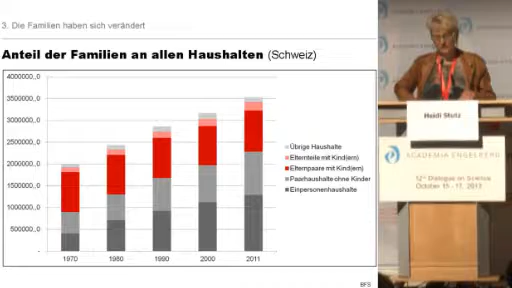 3. Die Familien haben sich verändert
Anteil der Familien an allen Haushalten (Schweiz)
4000000,0
3500000,0
3000000,0
2500000,0
2000000,0
1500000,0
1000000,0
500000,0
-
1970
1980
1990
2000
2011
Übrige Haushalte
Elternteile mit Kind(ern)
Elternpaare mit Kind(ern)
Paarhaushalte ohne Kinder
Einpersonenhaushalte
BFS
Heidi Stutz
ACADEMIA ENGELBERG
12th Dialogue on Science
October 15 - 17, 2013